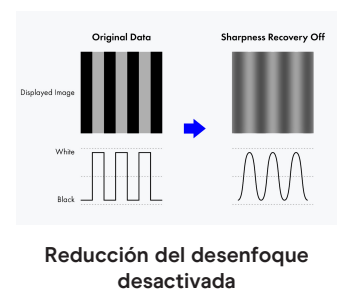 Original Data
Sharpness Recovery Off
Displayed Image
White
Black
Reducción del desenfoque
desactivada